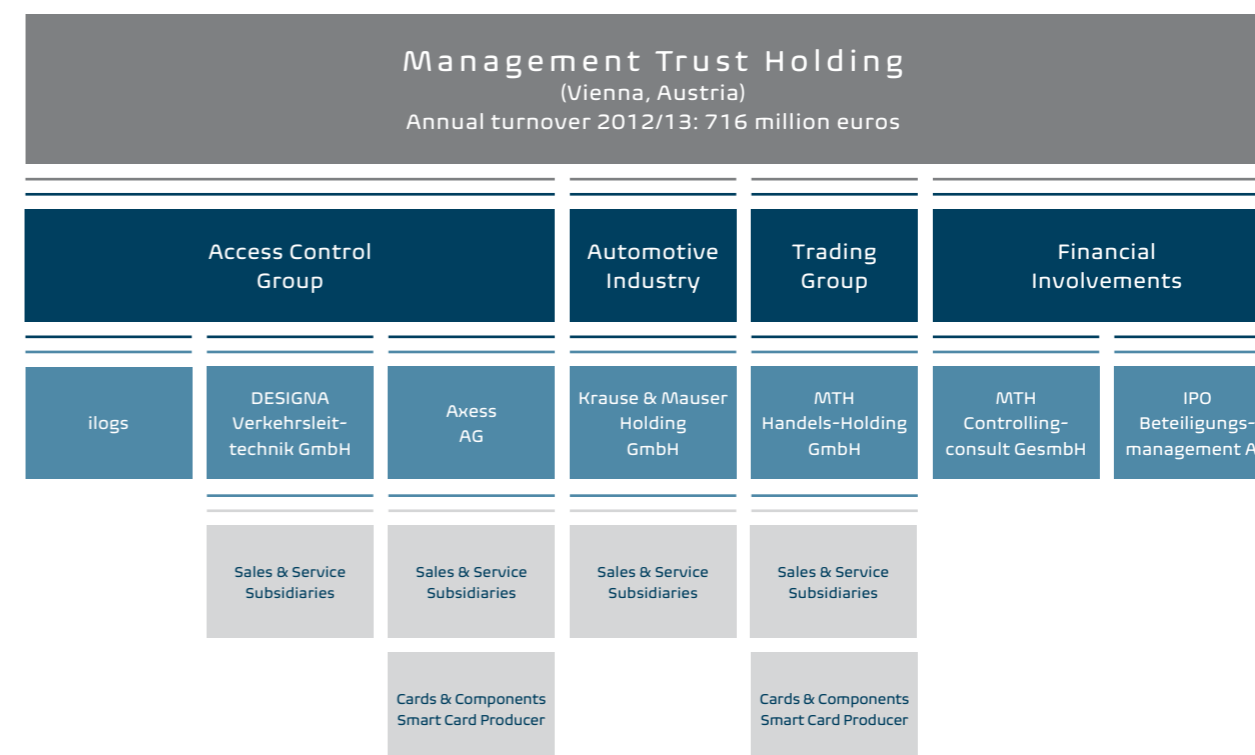 Management Trust Holding
(Vienna, Austria)
Annual turnover 2012/13: 716 million euros
Access Control
Group
Automotive
Industry
Trading
Group
Financial
Involvements
ilogs
DESIGNA
Verkehrsleit-
technik GmbH
Axess
AG
Krause & Mauser
Holding
GmbH
MTH
Handels-Holding
GmbH
MTH
Controlling-
consult GesmbH
IPO
Beteiligungs-
management
Sales & Service
Subsidiaries
Sales & Service
Subsidiaries
Sales & Service
Subsidiaries
Sales & Service
Subsidiaries
Cards & Components
Smart Card Producer
Cards & Components
Smart Card Producer